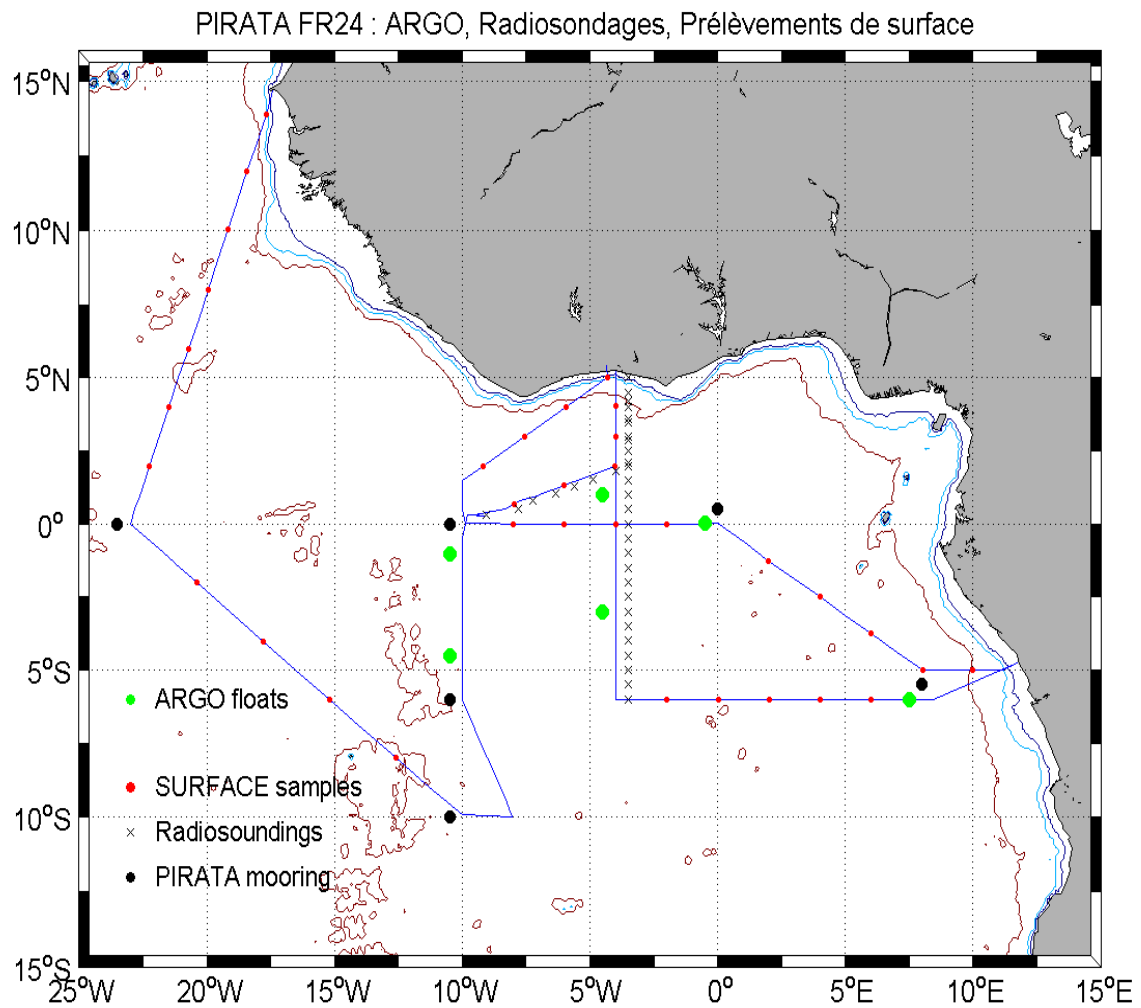 PIRATA FR24 : ARGO, Radiosondages, Prélèvements de surface
15°N
10°N
5°N
0°
5°S
ARGO floats
SURFACE samples
10°S
Radiosoundings
PIRATA mooring
15°S
25°W 20°W 15°W 10°W 5°W 0° 5°E 10°E 15°E